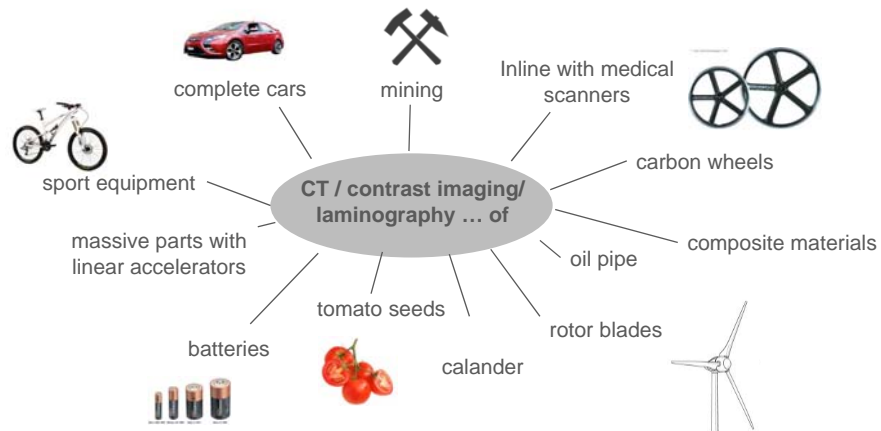 complete cars
mining
Inline with medical
scanners
carbon wheels
sport equipment
CT / contrast imaging/
laminography … of
massive parts with
linear accelerators
composite materials
oil pipe
tomato seeds
rotor blades
batteries
calander